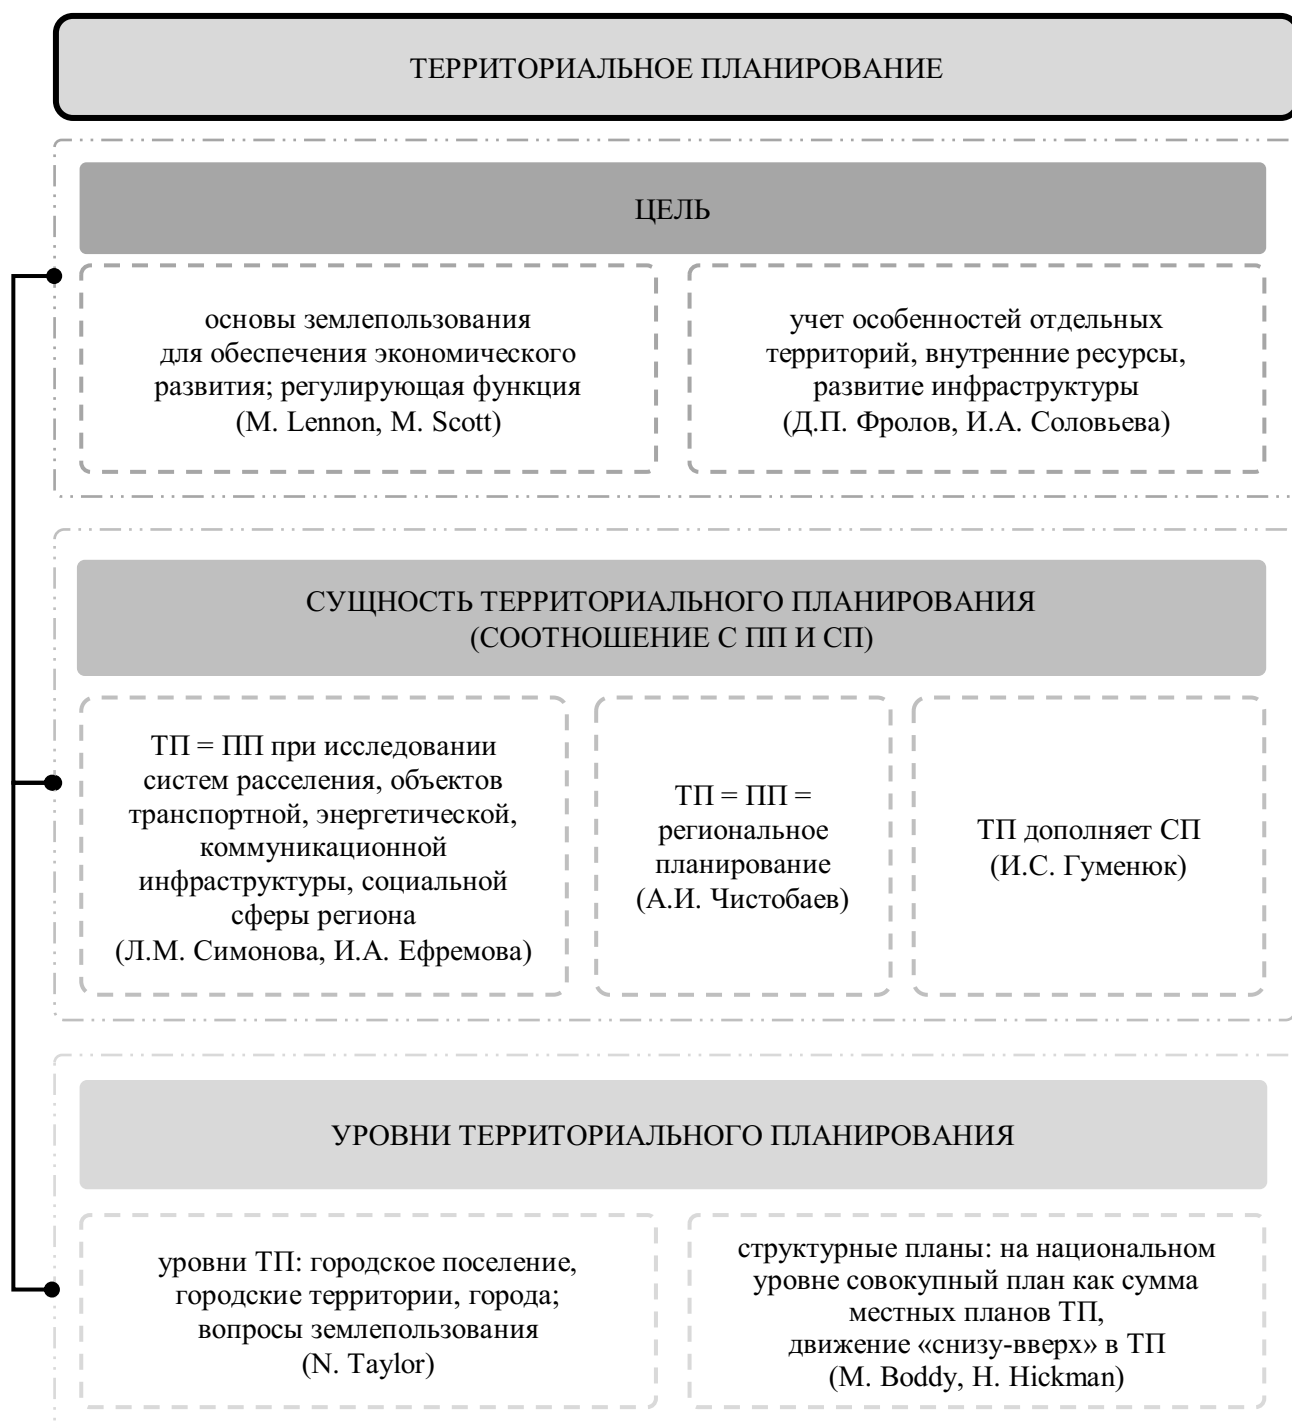 ТЕРРИТОРИАЛЬНОЕ ПЛАНИРОВАНИЕ
ЦЕЛЬ
основы землепользования
для обеспечения экономического
развития; регулирующая функция
(M. Lennon, M. Scott)
учет особенностей отдельных
территорий, внутренние ресурсы,
развитие инфраструктуры
(Д.П. Фролов, И.А. Соловьева)
СУЩНОСТЬ ТЕРРИТОРИАЛЬНОГО ПЛАНИРОВАНИЯ
(СООТНОШЕНИЕ С ПП И СП)
ТП = ПП при исследовании
систем расселения, объектов
транспортной, энергетической,
коммуникационной
инфраструктуры, социальной
сферы региона
(Л.М. Симонова, И.А. Ефремова)
ТП = ПП =
региональное
планирование
(А.И. Чистобаев)
ТП дополняет СП
(И.С. Гуменюк)
УРОВНИ ТЕРРИТОРИАЛЬНОГО ПЛАНИРОВАНИЯ
уровни ТП: городское поселение,
городские территории, города;
вопросы землепользования
(N. Taylor)
структурные планы: на национальном
уровне совокупный план как сумма
местных планов ТП,
движение «снизу-вверх» в ТП
(M. Boddy, H. Hickman)